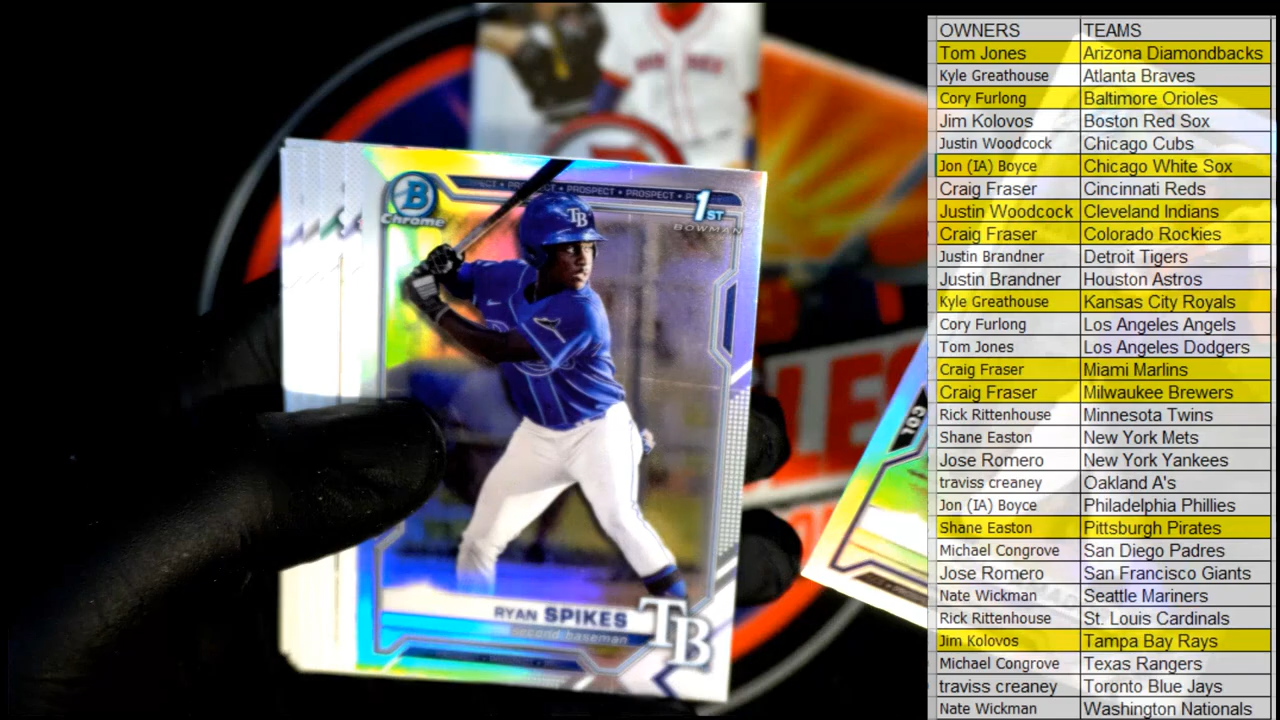 B
Chrome
PROSPECT • PROSPECT • PROSPECT
1ST
BOWMAN
TB
RYAN SPIKES
second baseman
TB
OWNERS TEAMS
Tom Jones Arizona Diamondbacks
Kyle Greathouse Atlanta Braves
Cory Furlong Baltimore Orioles
Jim Kolovos Boston Red Sox
Justin Woodcock Chicago Cubs
Jon (IA) Boyce Chicago White Sox
Craig Fraser Cincinnati Reds
Justin Woodcock Cleveland Indians
Craig Fraser Colorado Rockies
Justin Brandner Detroit Tigers
Justin Brandner Houston Astros
Kyle Greathouse Kansas City Royals
Cory Furlong Los Angeles Angels
Tom Jones Los Angeles Dodgers
Craig Fraser Miami Marlins
Craig Fraser Milwaukee Brewers
Rick Rittenhouse Minnesota Twins
Shane Easton New York Mets
Jose Romero New York Yankees
traviss creaney Oakland A's
Jon (IA) Boyce Philadelphia Phillies
Shane Easton Pittsburgh Pirates
Michael Congrove San Diego Padres
Jose Romero San Francisco Giants
Nate Wickman Seattle Mariners
Rick Rittenhouse St. Louis Cardinals
Jim Kolovos Tampa Bay Rays
Michael Congrove Texas Rangers
traviss creaney Toronto Blue Jays
Nate Wickman Washington Nationals